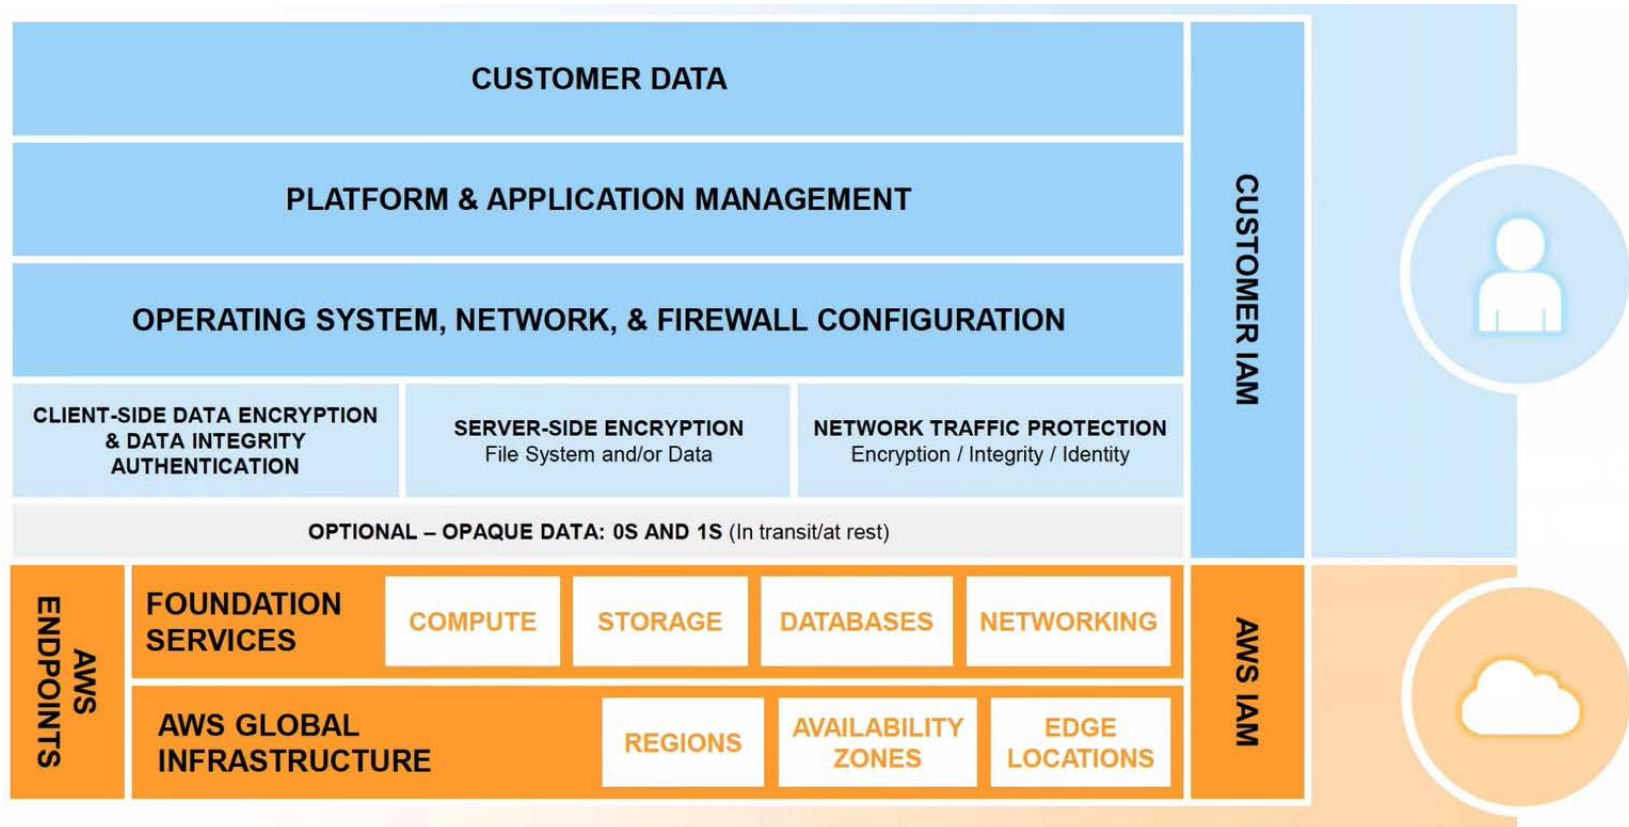 CUSTOMER DATA
PLATFORM & APPLICATION MANAGEMENT
OPERATING SYSTEM, NETWORK, & FIREWALL CONFIGURATION
CLIENT-SIDE DATA ENCRYPTION
& DATA INTEGRITY
AUTHENTICATION
SERVER-SIDE ENCRYPTION
File System and/or Data
NETWORK TRAFFIC PROTECTION
Encryption / Integrity / Identity
OPTIONAL – OPAQUE DATA: 0S AND 1S (In transit/at rest)
CUSTOMER IAM
AWS
ENDPOINTS
FOUNDATION
SERVICES
COMPUTE
STORAGE
DATABASES
NETWORKING
AWS GLOBAL
INFRASTRUCTURE
REGIONS
AVAILABILITY
ZONES
EDGE
LOCATIONS
AWS IAM